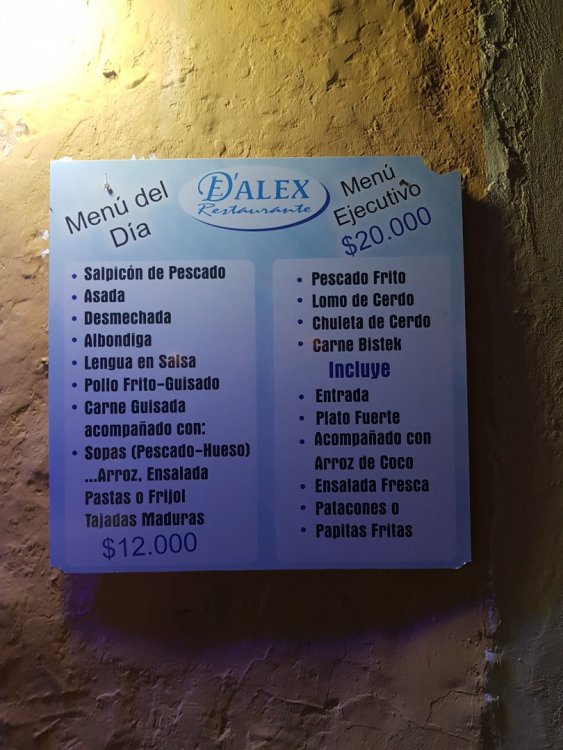 D'ALEX
Restaurante
Menú del
Día
• Salpicón de Pescado
• Asada
• Desmechada
• Albondiga
• Lengua en Salsa
• Pollo Frito-Guisado
• Carne Guisada
acompañado con:
• Sopas (Pescado-Hueso)
...Arroz, Ensalada
Pastas o Frijol
Tajadas Maduras
$12.000
Menú
Ejecutivo
$20.000
• Pescado Frito
• Lomo de Cerdo
• Chuleta de Cerdo
• Carne Bistek
Incluye
• Entrada
• Plato Fuerte
• Acompañado con
Arroz de Coco
• Ensalada Fresca
• Patacones o
• Papitas Fritas